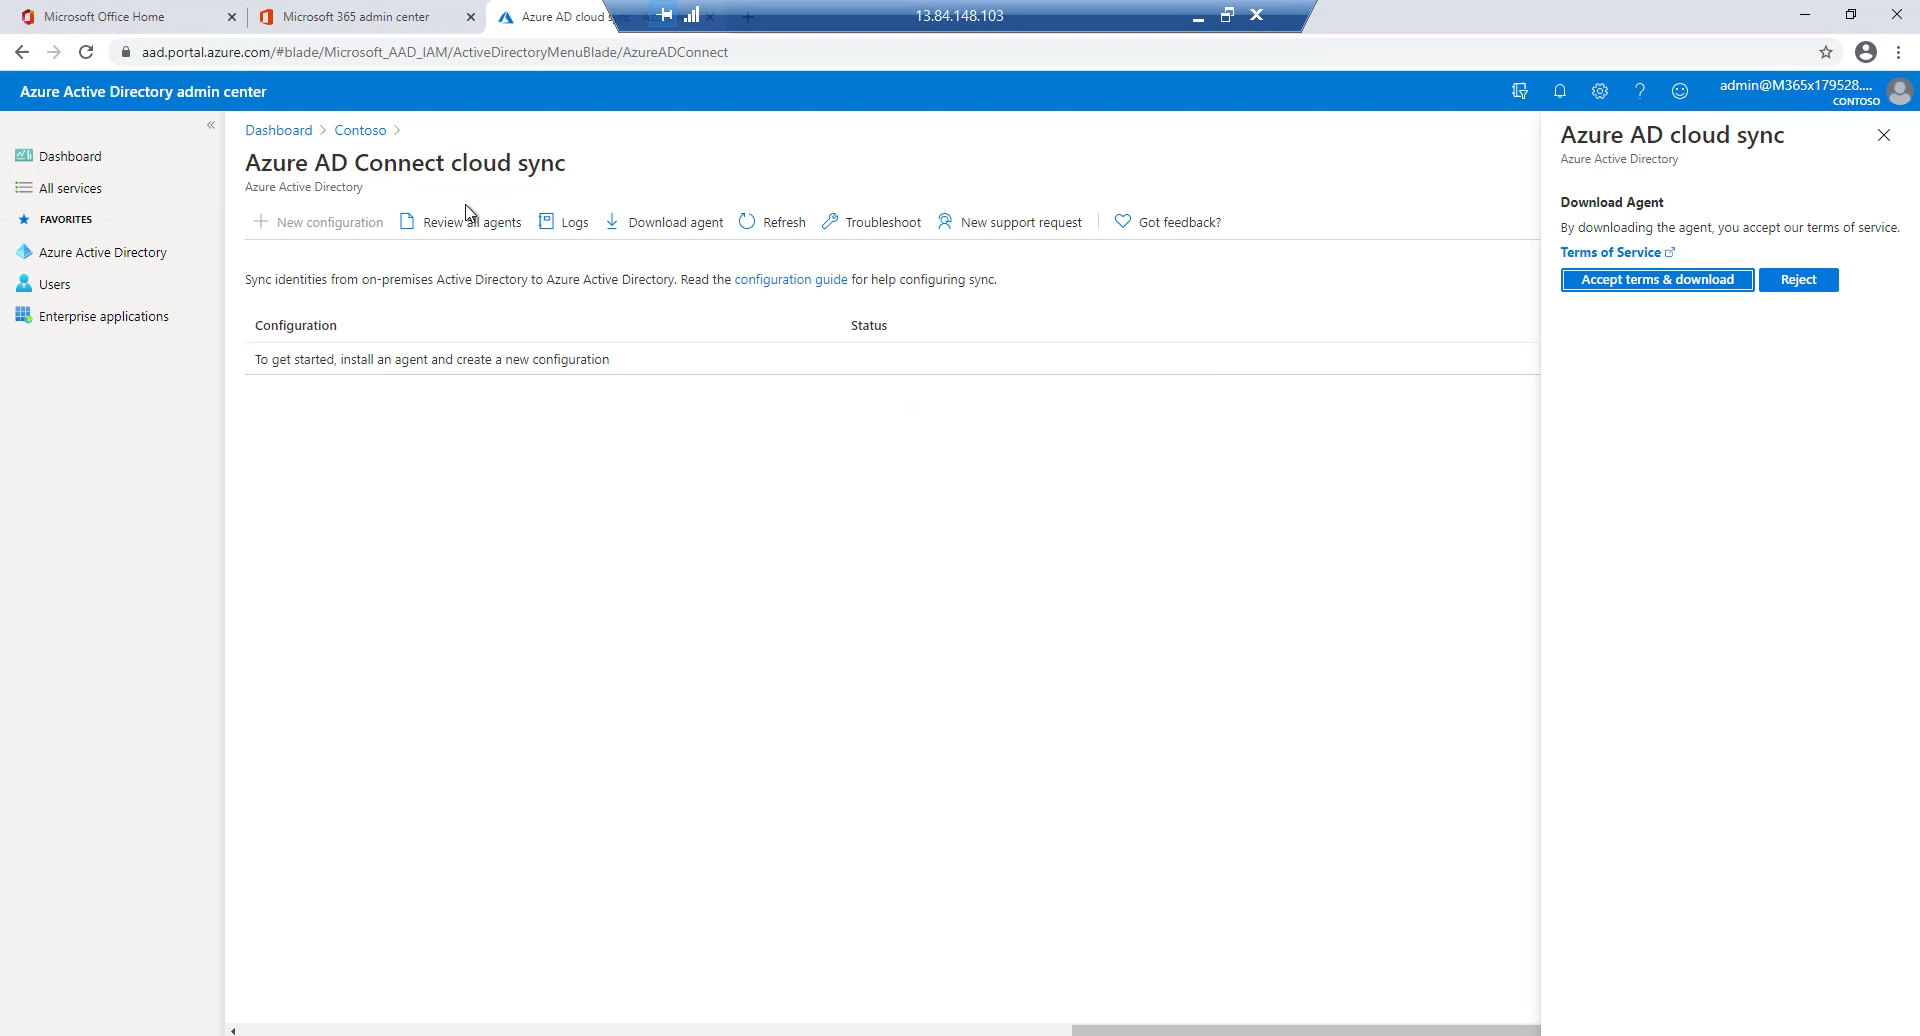 Microsoft Office Home
Microsoft 365 admin center
Azure AD cloud
13.84.148.103
aad.portal.azure.com/#blade/Microsoft_AAD_IAM/ActiveDirectoryMenuBlade/AzureADConnect
Azure Active Directory admin center
admin@M365x179528....
CONTOSO
Dashboard
All services
FAVORITES
Azure Active Directory
Users
Enterprise applications
Dashboard > Contoso >
Azure AD Connect cloud sync
Azure Active Directory
New configuration Review all agents Logs Download agent Refresh Troubleshoot New support request Got feedback?
Sync identities from on-premises Active Directory to Azure Active Directory. Read the configuration guide for help configuring sync.
Configuration Status
To get started, install an agent and create a new configuration
Azure AD cloud sync
Azure Active Directory
Download Agent
By downloading the agent, you accept our terms of service.
Terms of Service
Accept terms & download Reject